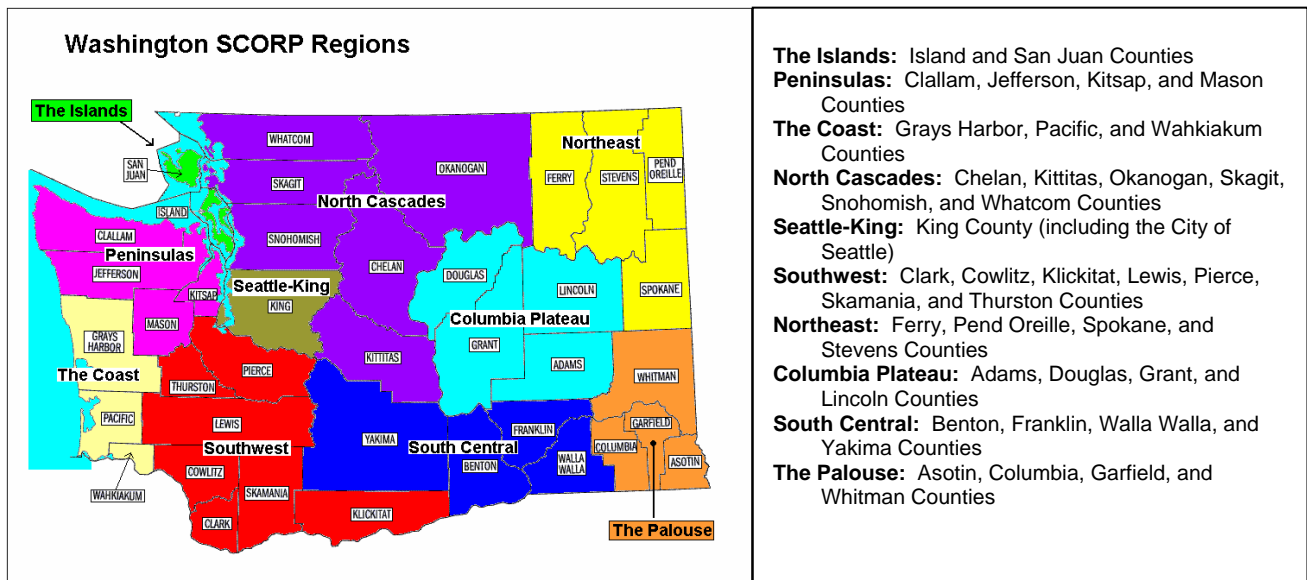 Washington SCORP Regions
The Islands
SAN
JUAN
ISLAND
WHATCOM
SKAGIT
SNOHOMISH
North Cascades
OKANOGAN
CHELAN
KITTITAS
Northeast
FERRY
STEVENS
PEND
OREILLE
SPOKANE
CLALLAM
Peninsulas
JEFFERSON
KITSAP
MASON
Seattle-King
KING
DOUGLAS
LINCOLN
Columbia Plateau
GRANT
ADAMS
GRAYS
HARBOR
The Coast
PACIFIC
WAHKIAKUM
PIERCE
THURSTON
LEWIS
Southwest
COWLITZ
SKAMANIA
CLARK
KLICKITAT
YAKIMA
South Central
FRANKLIN
BENTON
WALLA
WALLA
WHITMAN
GARFIELD
COLUMBIA
ASOTIN
The Palouse
The Islands: Island and San Juan Counties
Peninsulas: Clallam, Jefferson, Kitsap, and Mason
Counties
The Coast: Grays Harbor, Pacific, and Wahkiakum
Counties
North Cascades: Chelan, Kittitas, Okanogan, Skagit,
Snohomish, and Whatcom Counties
Seattle-King: King County (including the City of
Seattle)
Southwest: Clark, Cowlitz, Klickitat, Lewis, Pierce,
Skamania, and Thurston Counties
Northeast: Ferry, Pend Oreille, Spokane, and
Stevens Counties
Columbia Plateau: Adams, Douglas, Grant, and
Lincoln Counties
South Central: Benton, Franklin, Walla Walla, and
Yakima Counties
The Palouse: Asotin, Columbia, Garfield, and
Whitman Counties